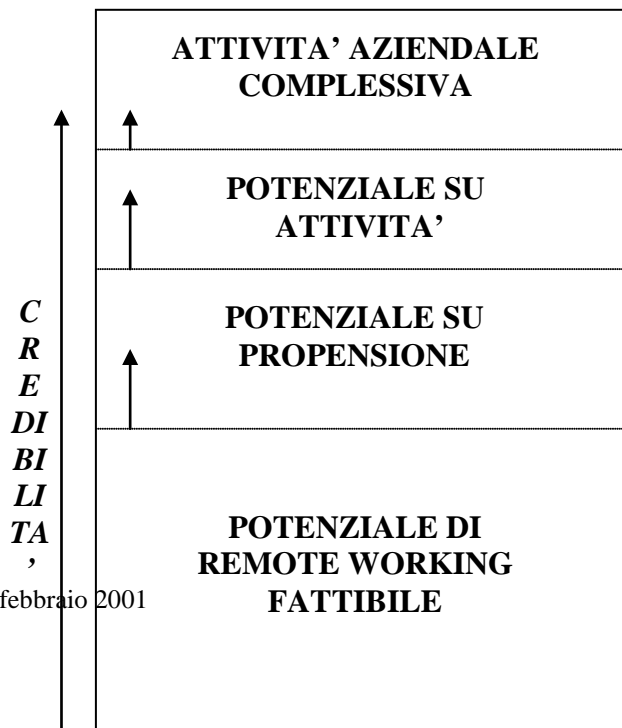 ATTIVITA’ AZIENDALE
COMPLESSIVA
POTENZIALE SU
ATTIVITA’
POTENZIALE SU
PROPENSIONE
C
R
E
DI
BI
LI
TA
’
POTENZIALE DI
REMOTE WORKING
FATTIBILE
febbraio 2001